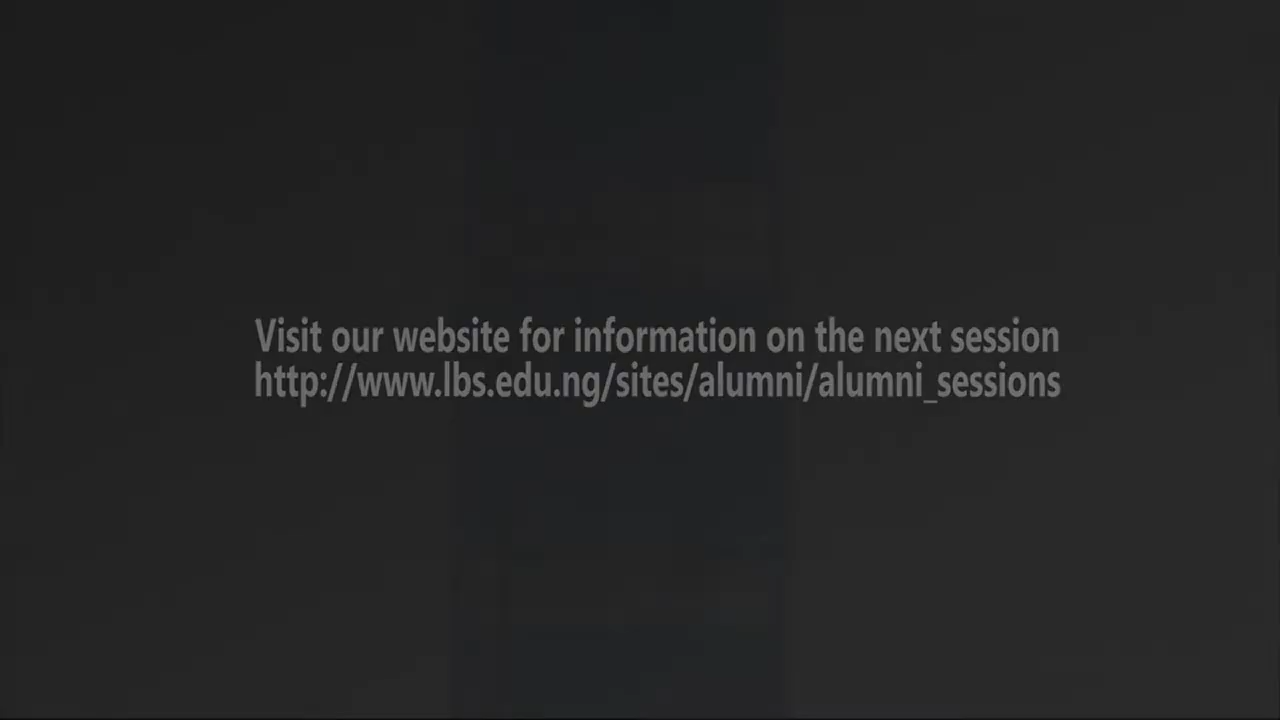 Visit our website for information on the next session
http://www.lbs.edu.ng/sites/alumni/alumni_sessions